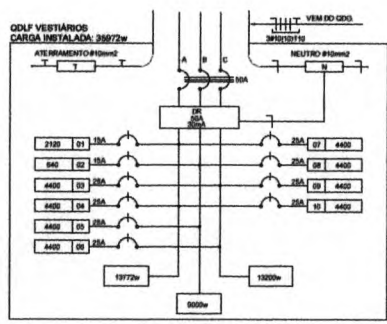 QDLF VESTIÁRIOS
CARGA INSTALADA: 35972w
VEM DO QDG.
3#10(10)T10
ATERRAMENTO #10mm2
NEUTRO #10mm2
T
A B C
N
50A
DR
50A
30mA
2120 01 15A
25A 07 4400
640 02 15A
25A 08 4400
4400 03 25A
25A 09 4400
4400 04 25A
25A 10 4400
4400 05 25A
4400 06 25A
13772w
13200w
9000w